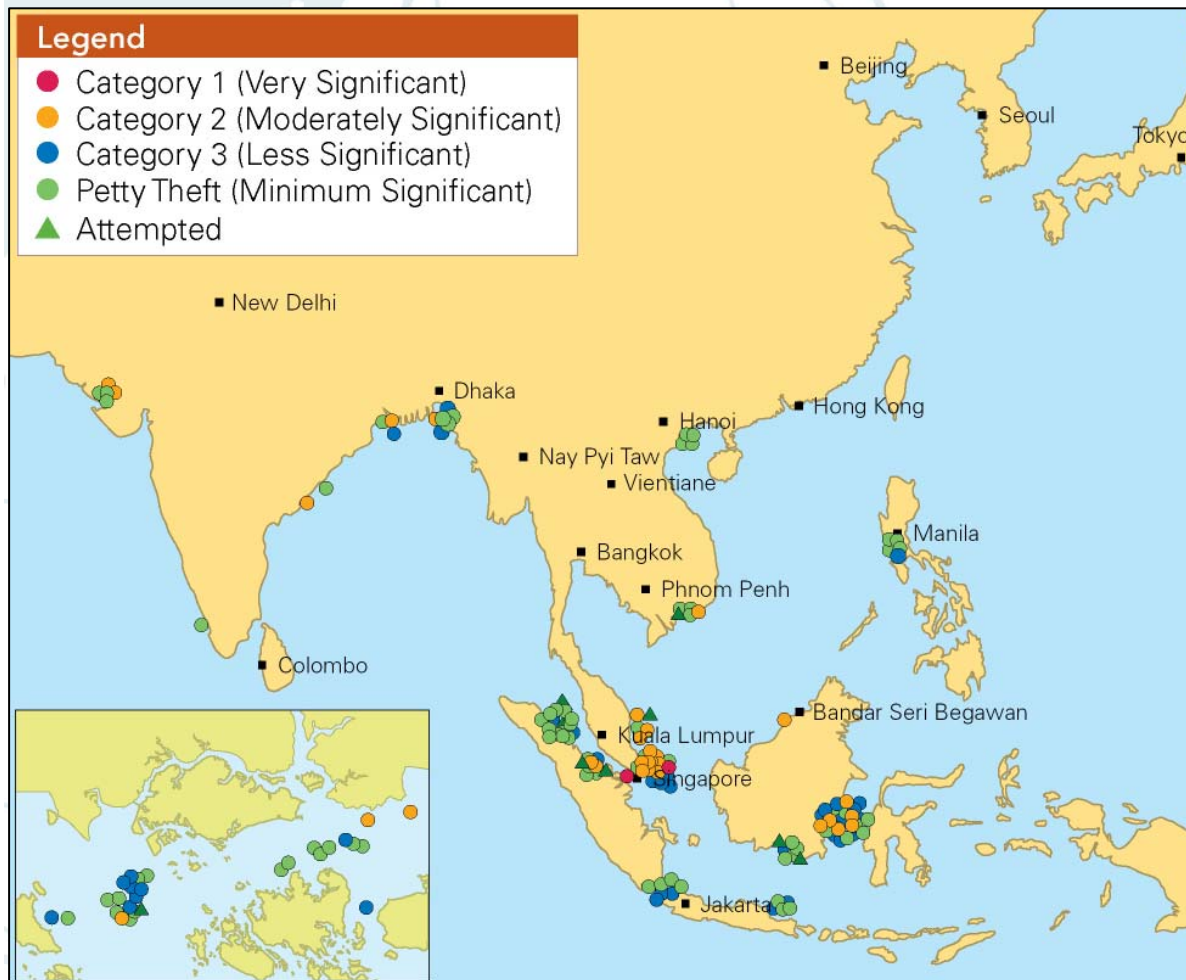 Legend
Category 1 (Very Significant)
Category 2 (Moderately Significant)
Category 3 (Less Significant)
Petty Theft (Minimum Significant)
Attempted
Beijing
Seoul
Tokyo
New Delhi
Dhaka
Hanoi
Hong Kong
Nay Pyi Taw
Vientiane
Manila
Bangkok
Phnom Penh
Colombo
Bandar Seri Begawan
Kuala Lumpur
Singapore
Jakarta